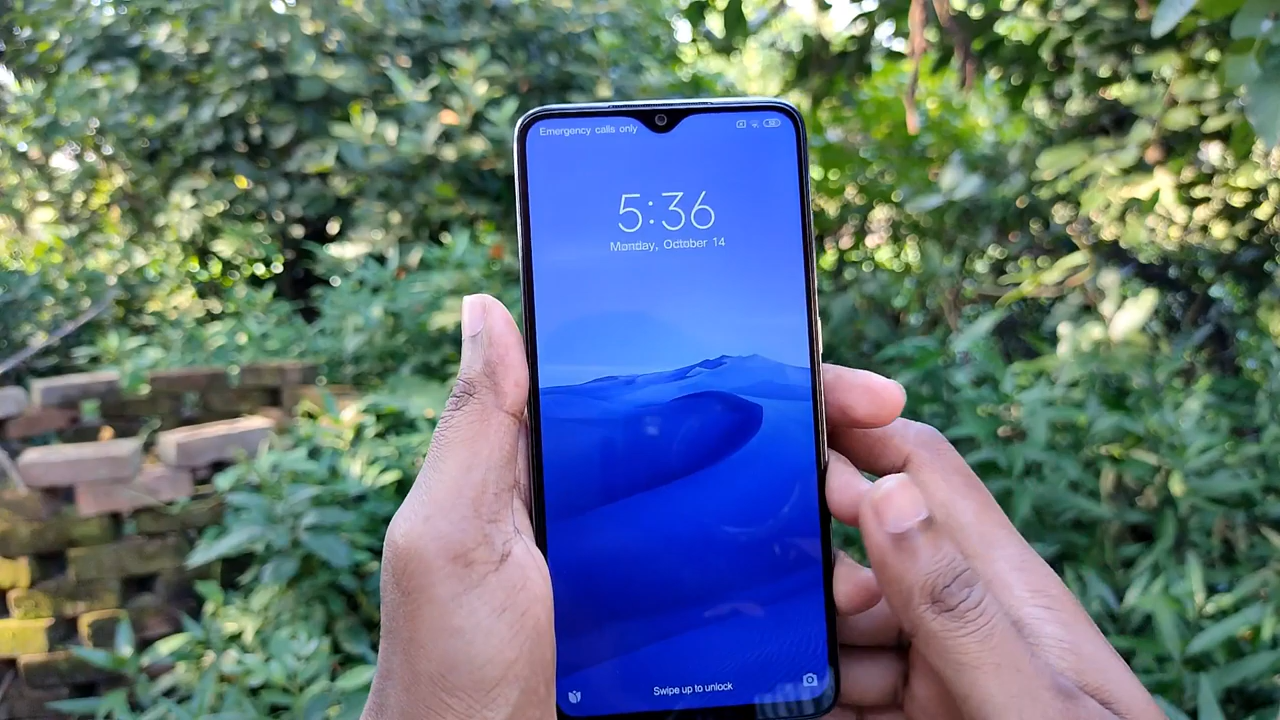 Emergency calls only
5:36
Monday, October 14
Swipe up to unlock